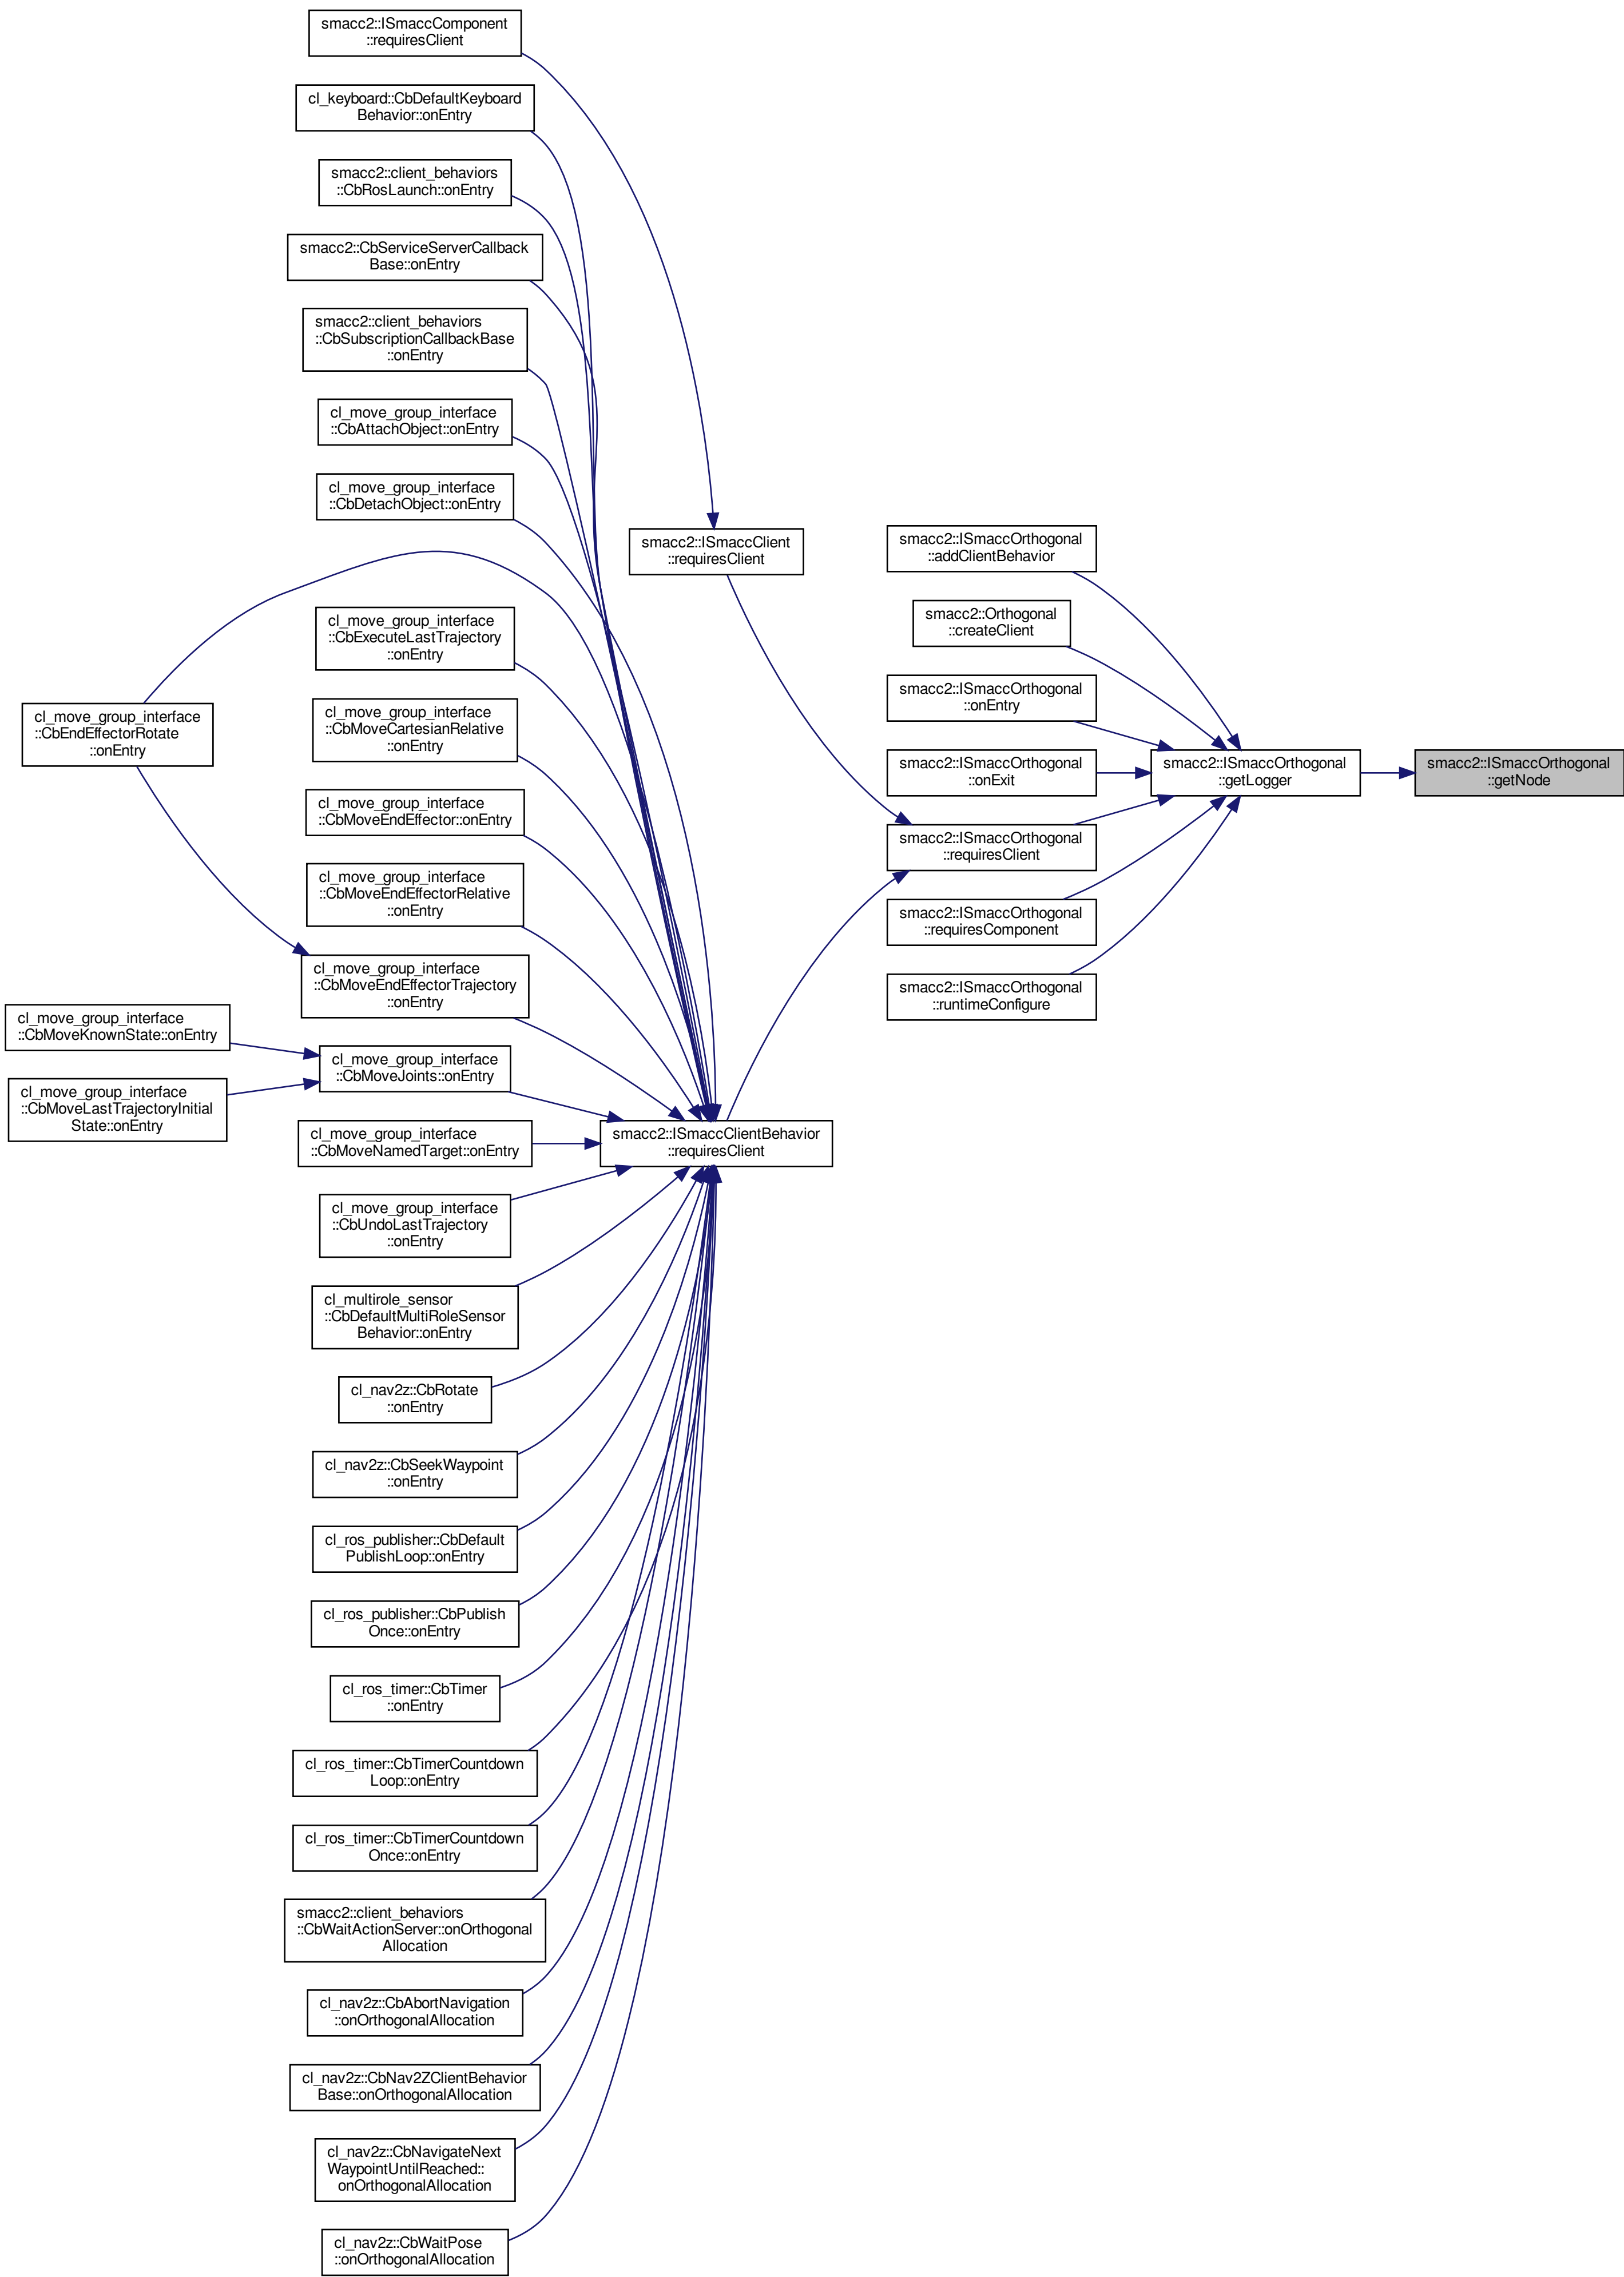 smacc2::ISmaccComponent
::requiresClient
cl_keyboard::CbDefaultKeyboard
Behavior::onEntry
smacc2::client_behaviors
::CbRosLaunch::onEntry
smacc2::CbServiceServerCallback
Base::onEntry
smacc2::client_behaviors
::CbSubscriptionCallbackBase
::onEntry
cl_move_group_interface
::CbAttachObject::onEntry
cl_move_group_interface
::CbDetachObject::onEntry
cl_move_group_interface
::CbExecuteLastTrajectory
::onEntry
cl_move_group_interface
::CbMoveCartesianRelative
::onEntry
cl_move_group_interface
::CbMoveEndEffector::onEntry
cl_move_group_interface
::CbMoveEndEffectorRelative
::onEntry
cl_move_group_interface
::CbMoveEndEffectorTrajectory
::onEntry
cl_move_group_interface
::CbMoveJoints::onEntry
cl_move_group_interface
::CbMoveNamedTarget::onEntry
cl_move_group_interface
::CbUndoLastTrajectory
::onEntry
cl_multirole_sensor
::CbDefaultMultiRoleSensor
Behavior::onEntry
cl_nav2z::CbRotate
::onEntry
cl_nav2z::CbSeekWaypoint
::onEntry
cl_ros_publisher::CbDefault
PublishLoop::onEntry
cl_ros_publisher::CbPublish
Once::onEntry
cl_ros_timer::CbTimer
::onEntry
cl_ros_timer::CbTimerCountdown
Loop::onEntry
cl_ros_timer::CbTimerCountdown
Once::onEntry
smacc2::client_behaviors
::CbWaitActionServer::onOrthogonal
Allocation
cl_nav2z::CbAbortNavigation
::onOrthogonalAllocation
cl_nav2z::CbNav2ZClientBehavior
Base::onOrthogonalAllocation
cl_nav2z::CbNavigateNext
WaypointUntilReached::
onOrthogonalAllocation
cl_nav2z::CbWaitPose
::onOrthogonalAllocation
cl_move_group_interface
::CbEndEffectorRotate
::onEntry
cl_move_group_interface
::CbMoveKnownState::onEntry
cl_move_group_interface
::CbMoveLastTrajectoryInitial
State::onEntry
smacc2::ISmaccClient
::requiresClient
smacc2::ISmaccClientBehavior
::requiresClient
smacc2::ISmaccOrthogonal
::addClientBehavior
smacc2::Orthogonal
::createClient
smacc2::ISmaccOrthogonal
::onEntry
smacc2::ISmaccOrthogonal
::onExit
smacc2::ISmaccOrthogonal
::requiresClient
smacc2::ISmaccOrthogonal
::requiresComponent
smacc2::ISmaccOrthogonal
::runtimeConfigure
smacc2::ISmaccOrthogonal
::getLogger
smacc2::ISmaccOrthogonal
::getNode